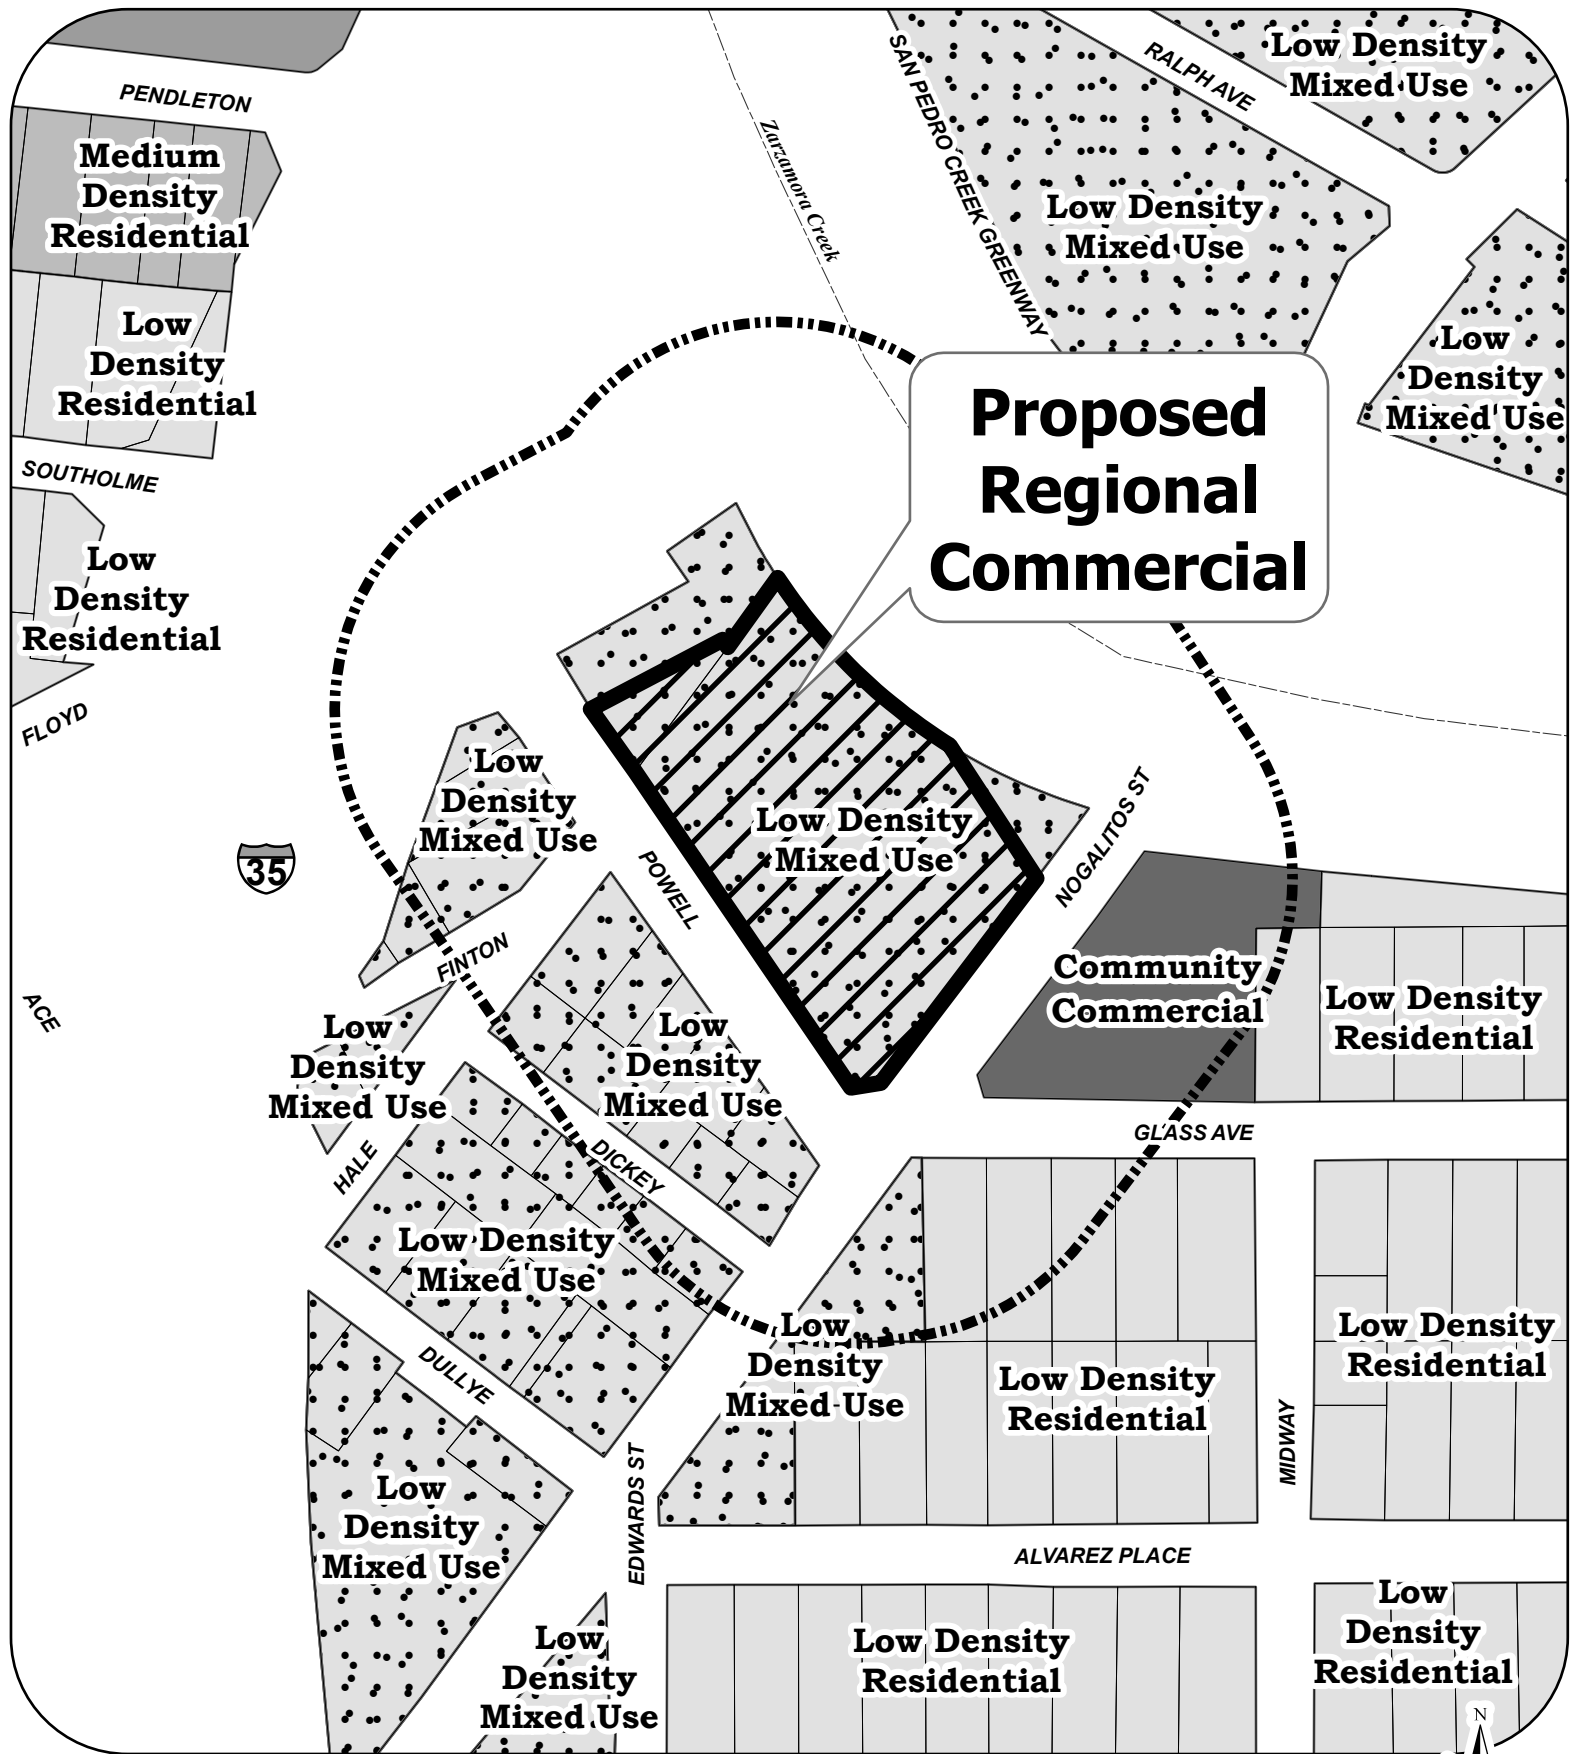 PENDLETON
Medium
Density
Residential
Low
Density
Residential
SOUTHOLME
Low
Density
Residential
FLOYD
Zarzamora Creek
SAN PEDRO CREEK GREENWAY
RALPH AVE
Low Density
Mixed Use
Low Density
Mixed Use
Low
Density
Mixed Use
Proposed
Regional
Commercial
Low
Density
Mixed Use
35
POWELL
Low Density
Mixed Use
NOGALITOS ST
FINTON
ACE
Community
Commercial
Low Density
Residential
Low
Density
Mixed Use
Low
Density
Mixed Use
HALE
DICKEY
GLASS AVE
Low Density
Mixed Use
Low
Density
Mixed Use
Low Density
Residential
Low Density
Residential
DULLYE
MIDWAY
EDWARDS ST
Low
Density
Mixed Use
ALVAREZ PLACE
Low
Density
Mixed Use
Low Density
Residential
Low
Density
Residential
N